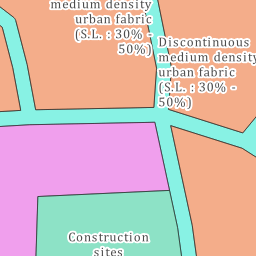 medium density
urban fabric
(S.L. : 30% -
50%)
Discontinuous
medium density
urban fabric
(S.L. : 30% -
50%)
Construction
sites